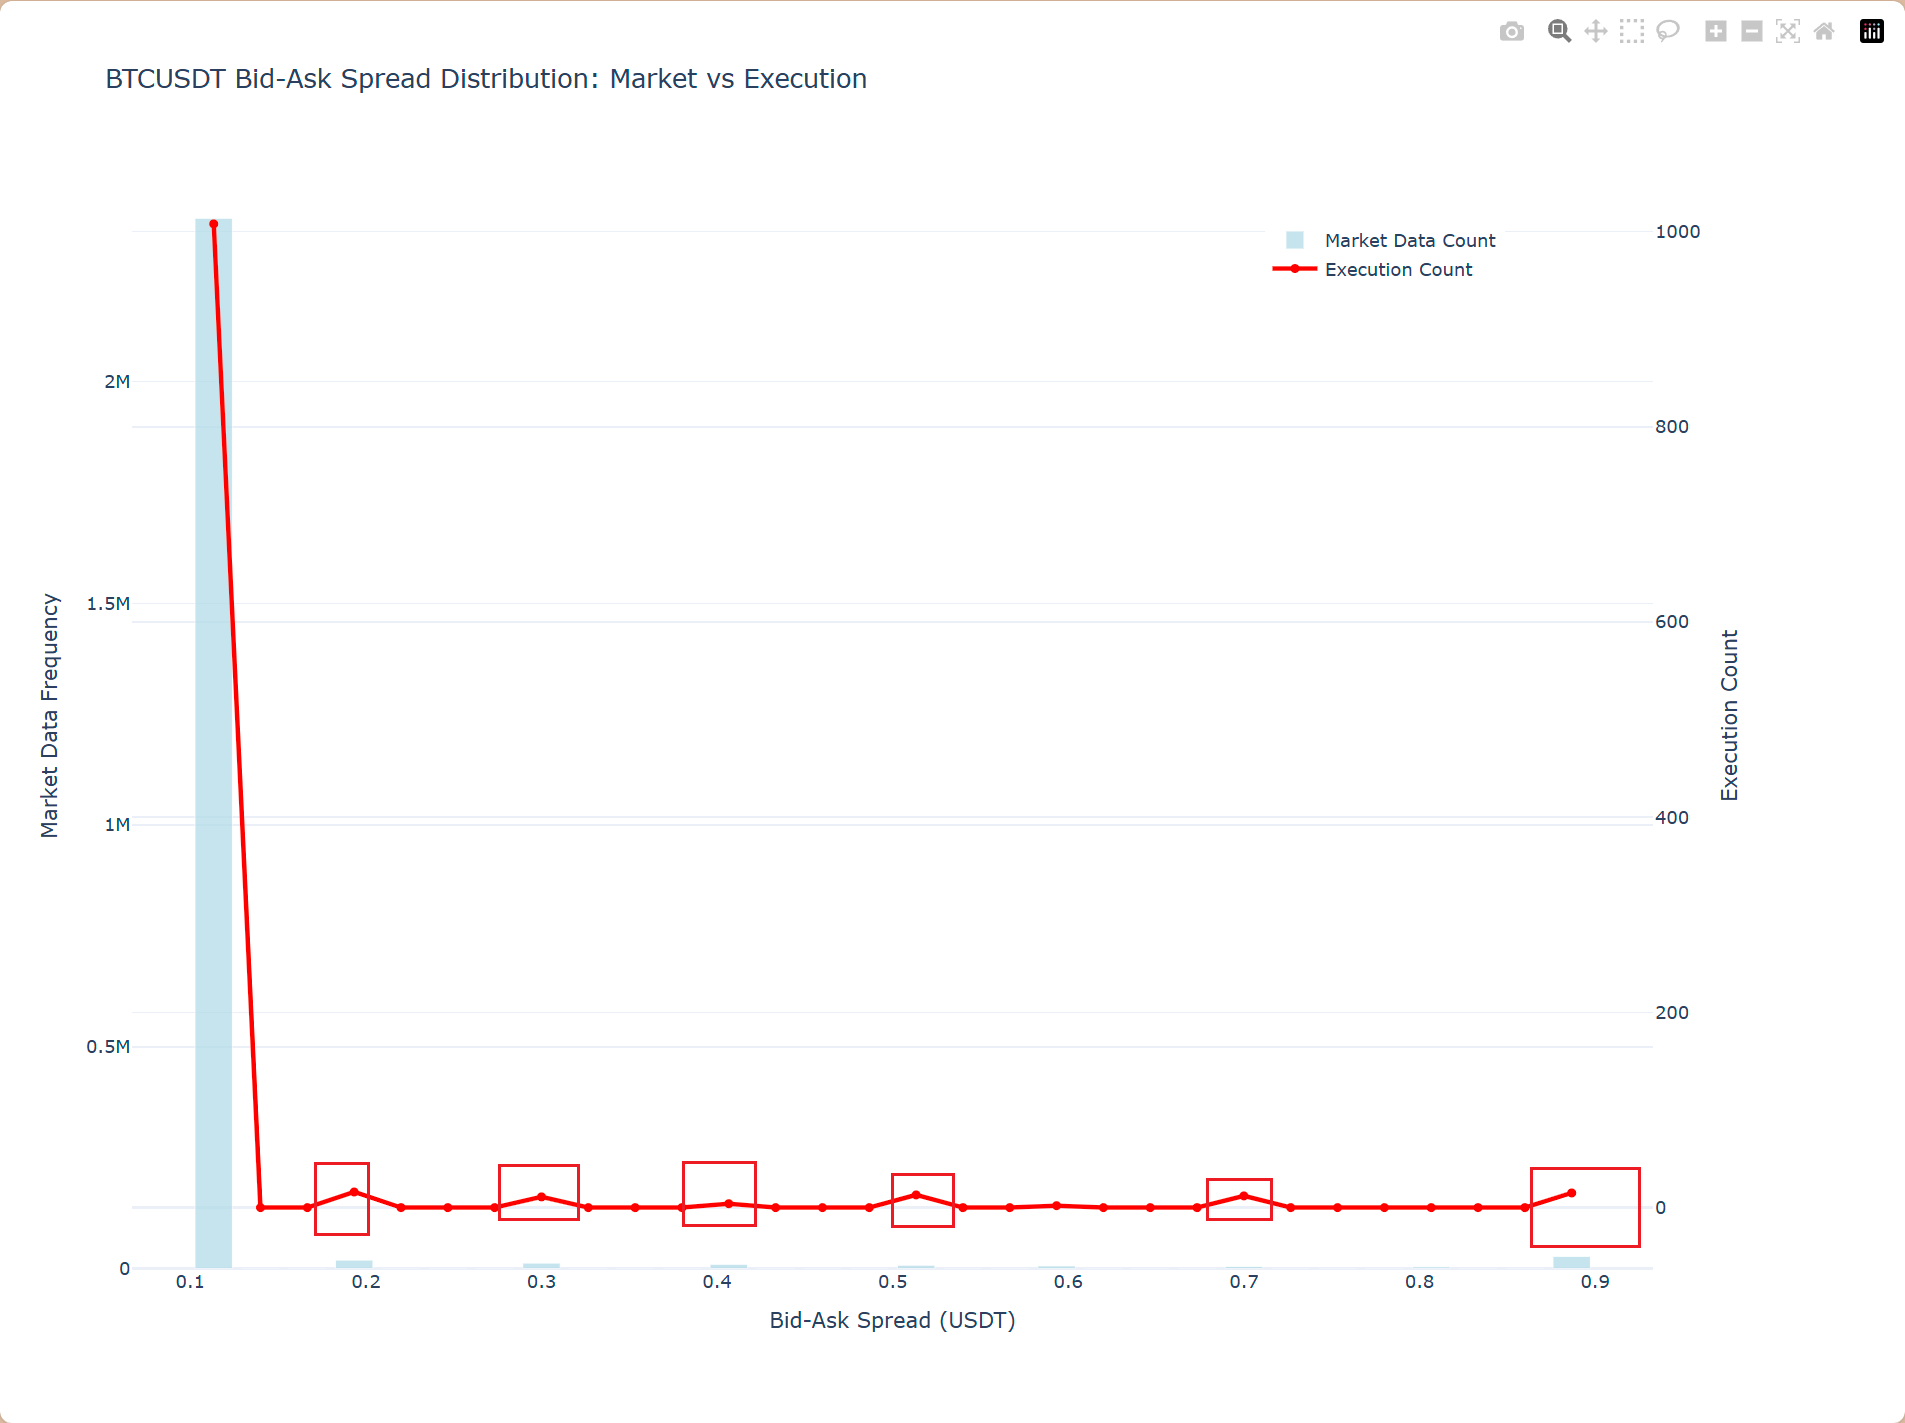 BTCUSDT Bid-Ask Spread Distribution: Market vs Execution
Market Data Count
Execution Count
Market Data Frequency
2M
1.5M
1M
0.5M
0
1000
800
600
400
200
0
Execution Count
0.1 0.2 0.3 0.4 0.5 0.6 0.7 0.8 0.9
Bid-Ask Spread (USDT)